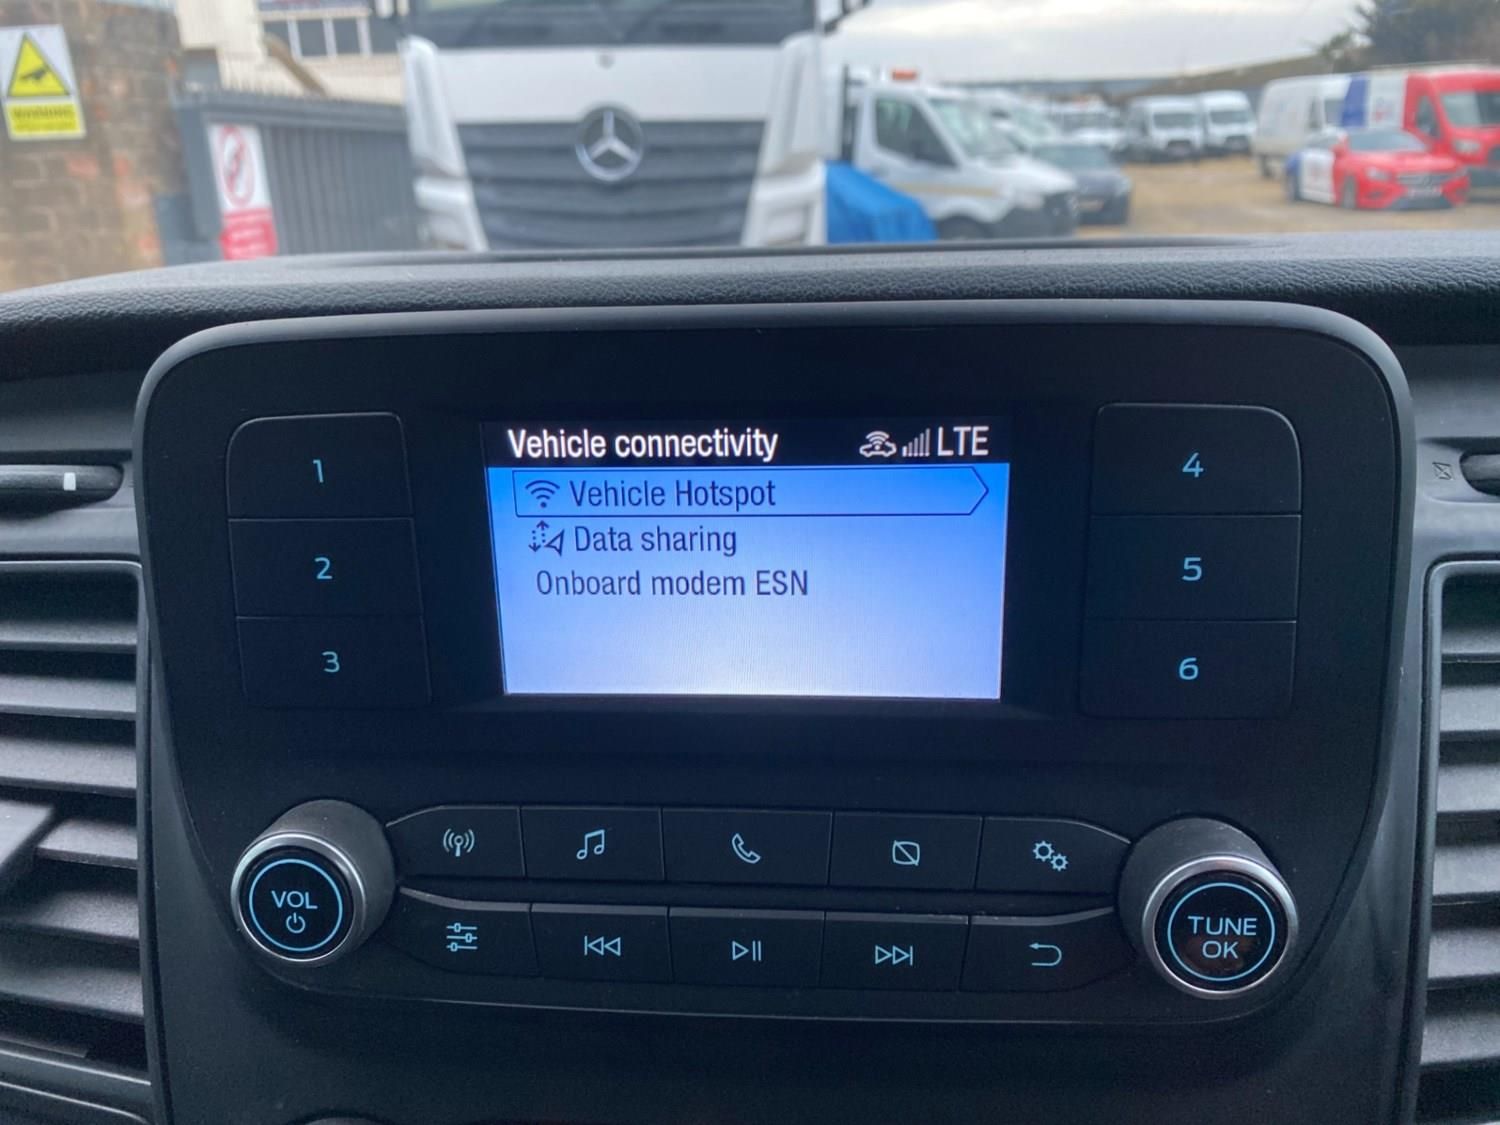 Vehicle connectivity LTE
Vehicle Hotspot
Data sharing
Onboard modem ESN
1
2
3
4
5
6
VOL
TUNE
OK